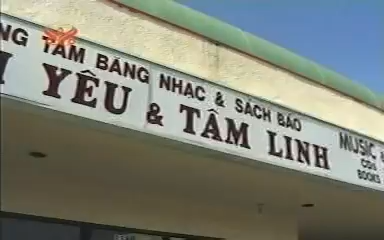 NG TÂM BĂNG NHẠC & SÁCH BÁO
YÊU & TÂM LINH
MUSIC
CDS
BOOKS